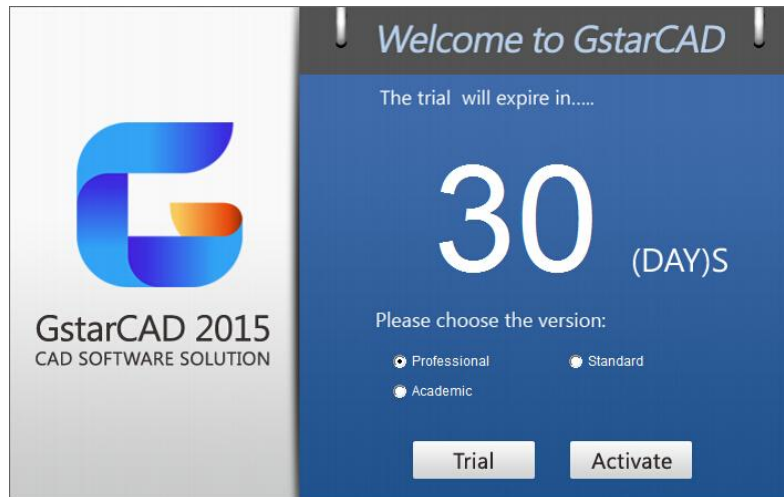 Welcome to GstarCAD
The trial will expire in.....
30 (DAY)S
GstarCAD 2015
CAD SOFTWARE SOLUTION
Please choose the version:
Professional Standard
Academic
Trial Activate